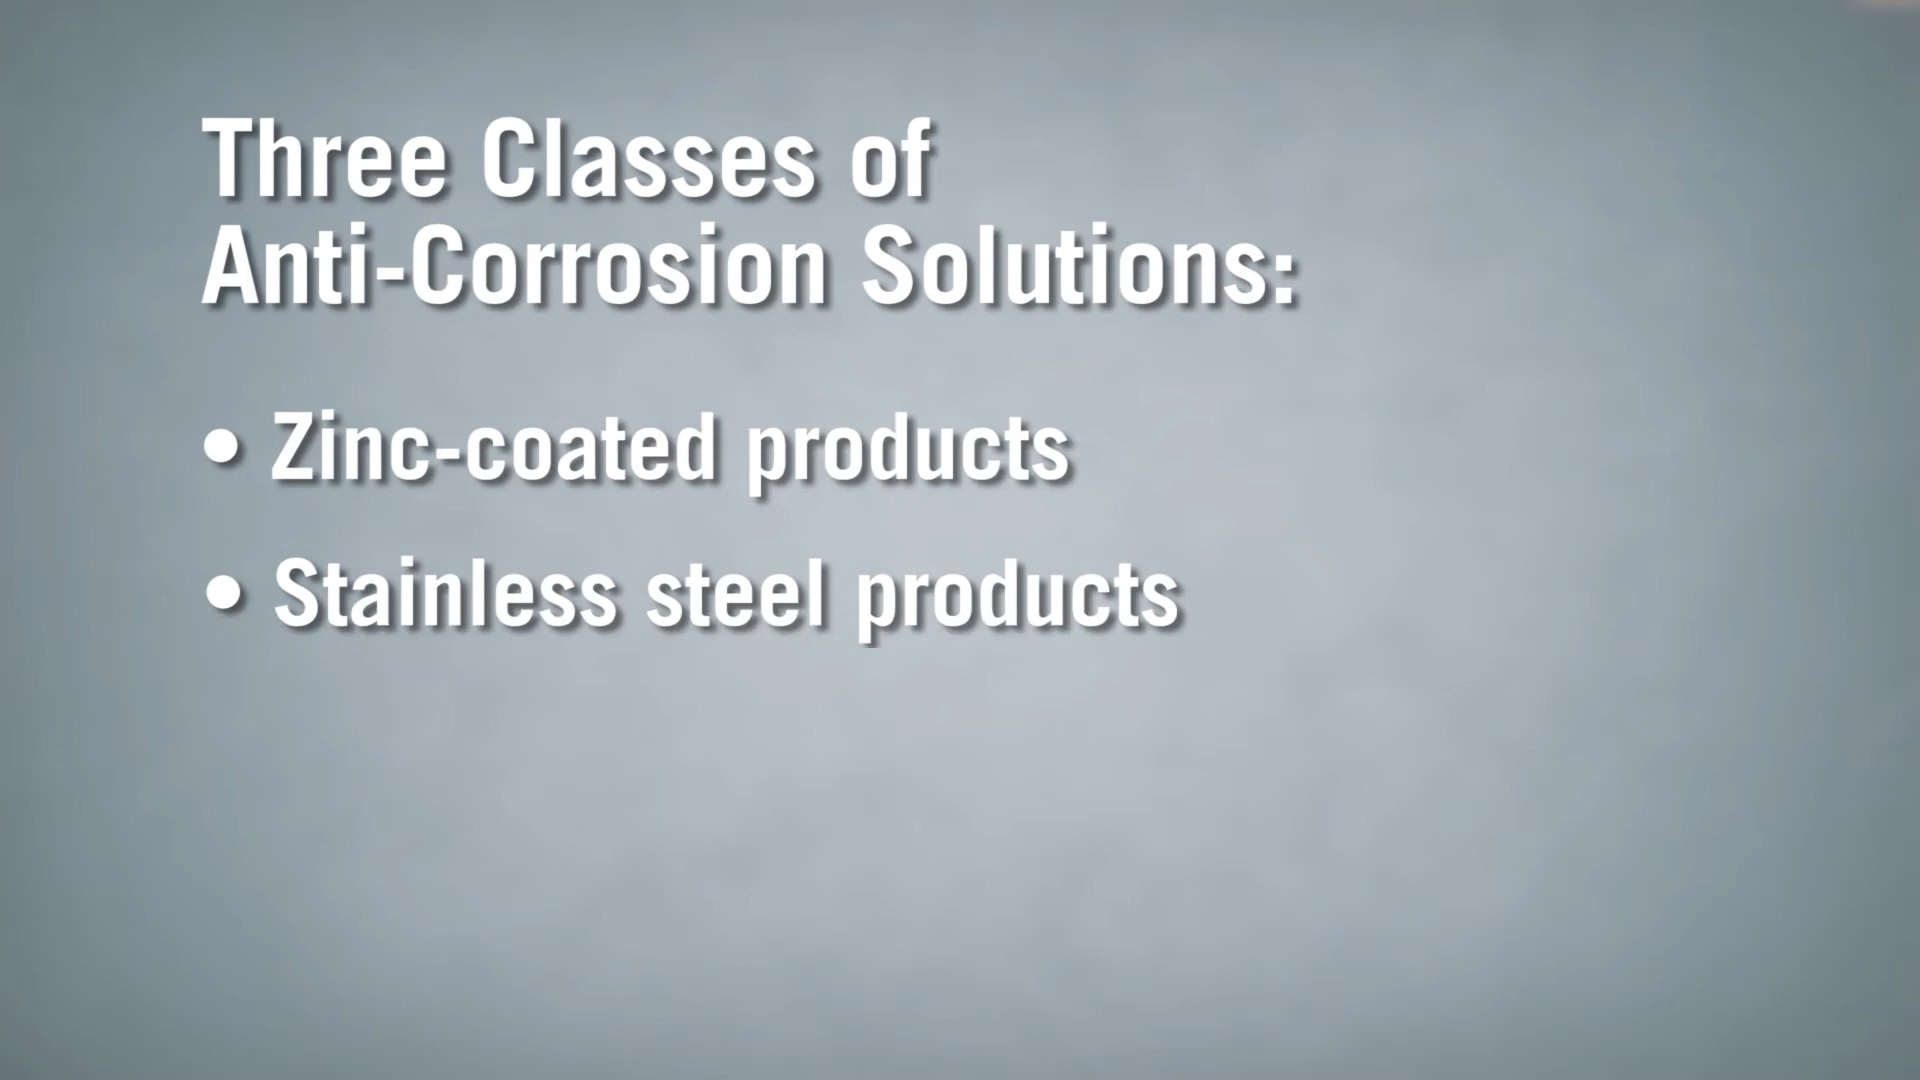 Three Classes of
Anti-Corrosion Solutions:
• Zinc-coated products
• Stainless steel products